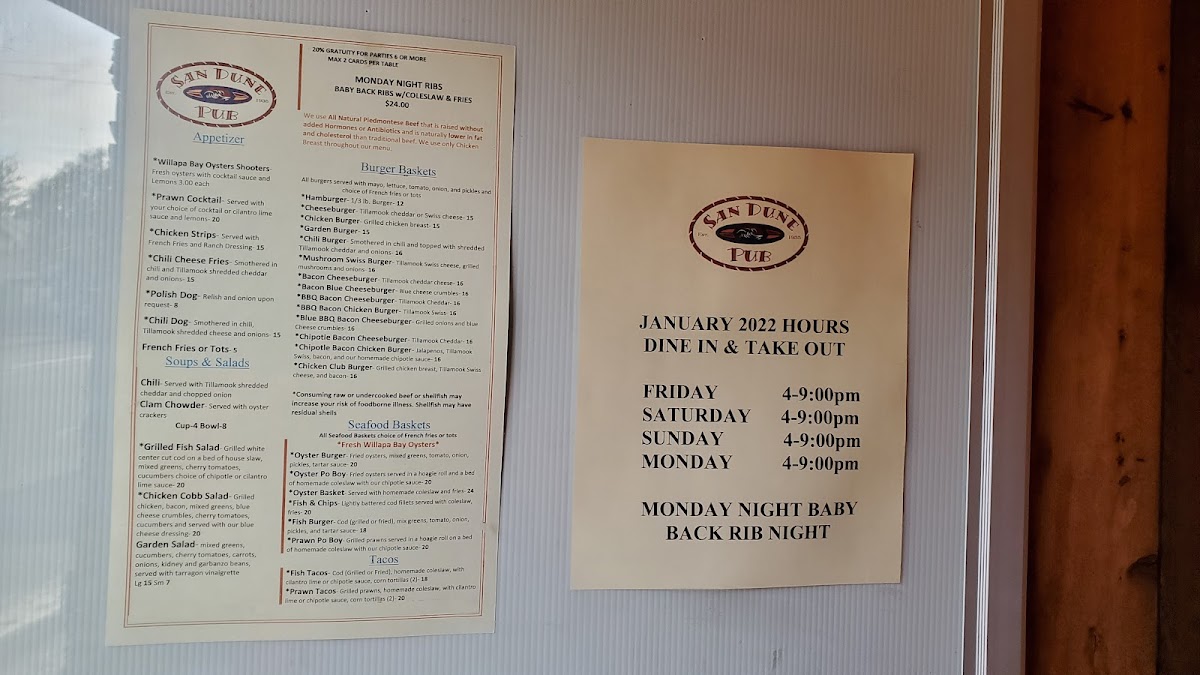 SAN DUNE
EST. 1900
PUB
Appetizer
*Willapa Bay Oysters Shooters-
Fresh oysters with cocktail sauce and
Lemons 3.00 each
*Prawn Cocktail- Served with
your choice of cocktail or cilantro lime
sauce and lemons- 20
*Chicken Strips- Served with
French Fries and Ranch Dressing- 15
*Chili Cheese Fries- Smothered in
chili and Tillamook shredded cheddar
and onions- 15
*Polish Dog- Relish and onion upon
request- 8
*Chili Dog- Smothered in chili,
Tillamook shredded cheese and onions- 15
French Fries or Tots- 5
Soups & Salads
Chili- Served with Tillamook shredded
cheddar and chopped onion
Clam Chowder- Served with oyster
crackers
Cup-4 Bowl-8
*Grilled Fish Salad- Grilled white
center cut cod on a bed of house slaw,
mixed greens, cherry tomatoes,
cucumbers choice of chipotle or cilantro
lime sauce- 20
*Chicken Cobb Salad- Grilled
chicken, bacon, mixed greens, blue
cheese crumbles, cherry tomatoes,
cucumbers and served with our blue
cheese dressing- 20
Garden Salad- mixed greens,
cucumbers, cherry tomatoes, carrots,
onions, kidney and garbanzo beans,
served with tarragon vinaigrette
Lg 15 Sm 7
20% GRATUITY FOR PARTIES 6 OR MORE
MAX 2 CARDS PER TABLE
MONDAY NIGHT RIBS
BABY BACK RIBS w/COLESLAW & FRIES
$24.00
We use All Natural Piedmontese Beef that is raised without
added Hormones or Antibiotics and is naturally lower in fat
and cholesterol than traditional beef. We use only Chicken
Breast throughout our menu.
Burger Baskets
All burgers served with mayo, lettuce, tomato, onion, and pickles and
choice of French fries or tots
*Hamburger- 1/3 lb. Burger- 12
*Cheeseburger- Tillamook cheddar or Swiss cheese- 15
*Chicken Burger- Grilled chicken breast- 15
*Garden Burger- 15
*Chili Burger- Smothered in chili and topped with shredded
Tillamook cheddar and onions- 16
*Mushroom Swiss Burger- Tillamook Swiss cheese, grilled
mushrooms and onions- 16
*Bacon Cheeseburger- Tillamook cheddar cheese- 16
*Bacon Blue Cheeseburger- Blue cheese crumbles- 16
*BBQ Bacon Cheeseburger- Tillamook Cheddar- 16
*BBQ Bacon Chicken Burger- Tillamook Swiss- 16
*Blue BBQ Bacon Cheeseburger- Grilled onions and blue
Cheese crumbles- 16
*Chipotle Bacon Cheeseburger- Tillamook Cheddar- 16
*Chipotle Bacon Chicken Burger- Jalapenos, Tillamook
Swiss, bacon, and our homemade chipotle sauce- 16
*Chicken Club Burger- Grilled chicken breast, Tillamook Swiss
cheese, and bacon- 16
*Consuming raw or undercooked beef or shellfish may
increase your risk of foodborne illness. Shellfish may have
residual shells
Seafood Baskets
All Seafood Baskets choice of French fries or tots
*Fresh Willapa Bay Oysters*
*Oyster Burger- Fried oysters, mixed greens, tomato, onion,
pickles, tartar sauce- 20
*Oyster Po Boy- Fried oysters served in a hoagie roll and a bed
of homemade coleslaw with our chipotle sauce- 20
*Oyster Basket- Served with homemade coleslaw and fries- 24
*Fish & Chips- Lightly battered cod fillets served with coleslaw,
fries- 20
*Fish Burger- Cod (grilled or fried), mix greens, tomato, onion,
pickles, and tartar sauce- 18
*Prawn Po Boy- Grilled prawns served in a hoagie roll on a bed
of homemade coleslaw with our chipotle sauce- 20
Tacos
*Fish Tacos- Cod (Grilled or Fried), homemade coleslaw, with
cilantro lime or chipotle sauce, corn tortillas (2)- 18
*Prawn Tacos- Grilled prawns, homemade coleslaw, with cilantro
lime or chipotle sauce, corn tortillas (2)- 20
SAN DUNE
PUB
JANUARY 2022 HOURS
DINE IN & TAKE OUT
FRIDAY 4-9:00pm
SATURDAY 4-9:00pm
SUNDAY 4-9:00pm
MONDAY 4-9:00pm
MONDAY NIGHT BABY
BACK RIB NIGHT